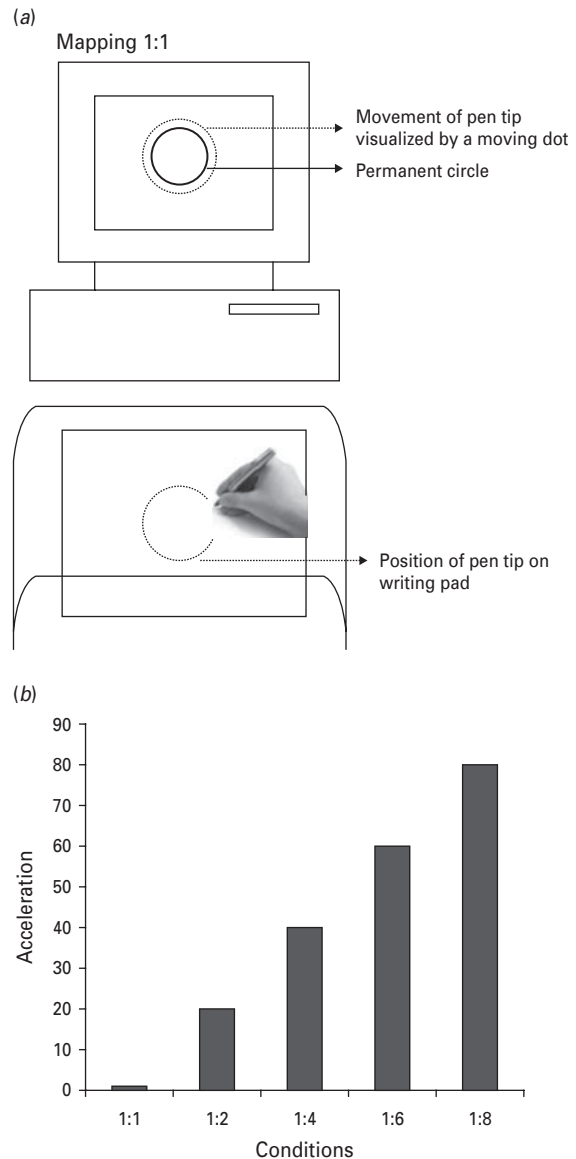 (a)
Mapping 1:1
Movement of pen tip
visualized by a moving dot
Permanent circle
Position of pen tip on
writing pad
(b)
90
80
70
60
50
40
30
20
10
0
Acceleration
1:1 1:2 1:4 1:6 1:8
Conditions